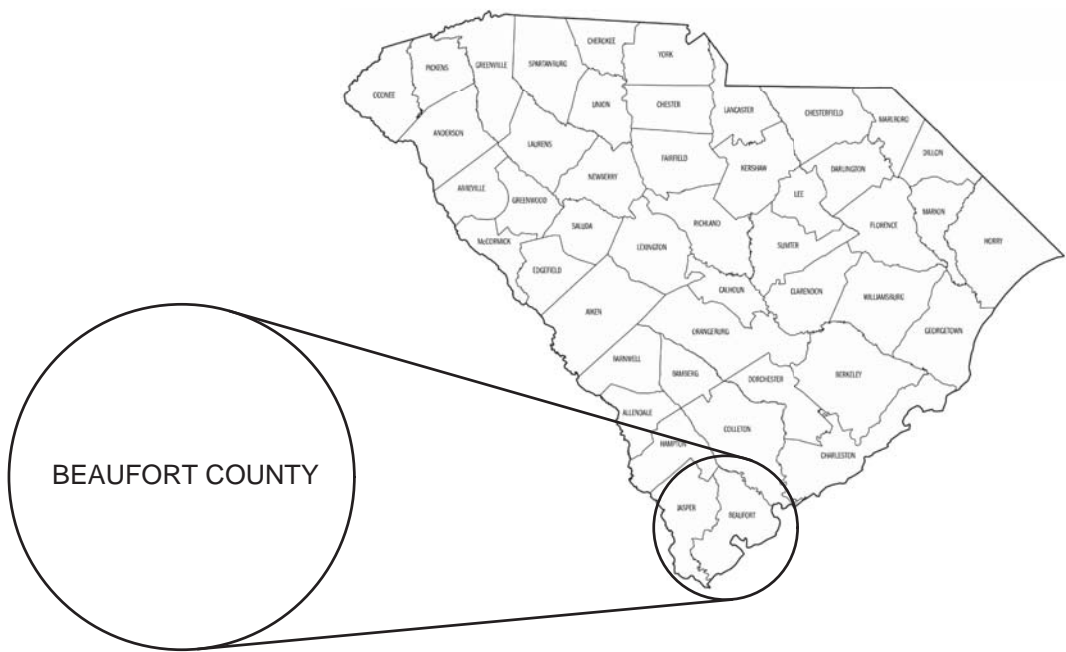 CHEROKEE
YORK
PICKENS
GREENVILLE
SPARTANBURG
OCONEE
UNION
CHESTER
LANCASTER
CHESTERFIELD
MARLBORO
ANDERSON
LAURENS
FAIRFIELD
KERSHAW
DARLINGTON
DILLON
ABBEVILLE
GREENWOOD
NEWBERRY
LEE
MARION
McCORMICK
SALUDA
LEXINGTON
RICHLAND
SUMTER
FLORENCE
HORRY
EDGEFIELD
CALHOUN
CLARENDON
WILLIAMSBURG
AIKEN
ORANGEBURG
GEORGETOWN
BARNWELL
BAMBERG
DORCHESTER
BERKELEY
ALLENDALE
COLLETON
HAMPTON
CHARLESTON
BEAUFORT COUNTY
JASPER
BEAUFORT